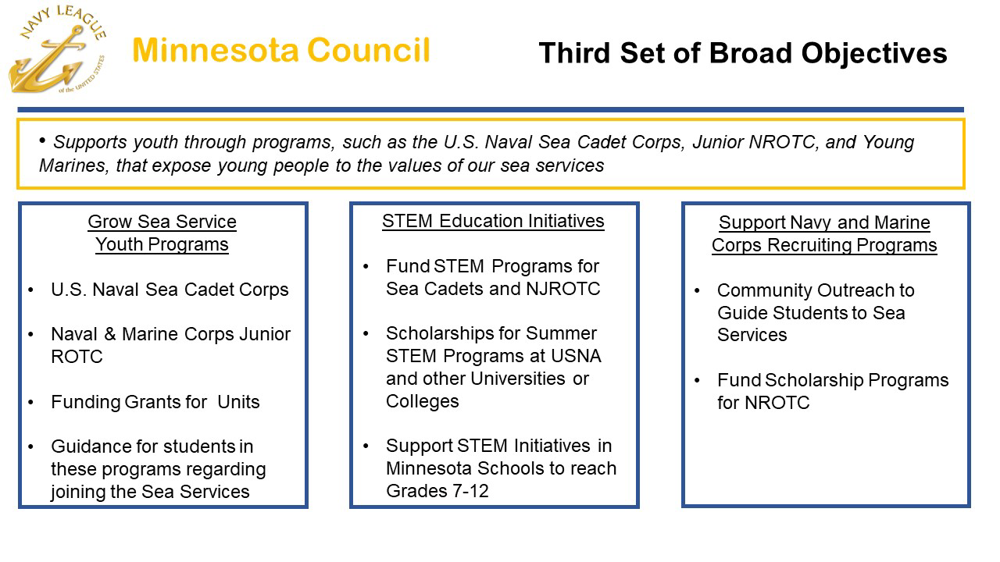 NAVY LEAGUE
of the UNITED STATES
Minnesota Council
Third Set of Broad Objectives
• Supports youth through programs, such as the U.S. Naval Sea Cadet Corps, Junior NROTC, and Young
Marines, that expose young people to the values of our sea services
Grow Sea Service
Youth Programs
• U.S. Naval Sea Cadet Corps
• Naval & Marine Corps Junior
ROTC
• Funding Grants for Units
• Guidance for students in
these programs regarding
joining the Sea Services
STEM Education Initiatives
• Fund STEM Programs for
Sea Cadets and NJROTC
• Scholarships for Summer
STEM Programs at USNA
and other Universities or
Colleges
• Support STEM Initiatives in
Minnesota Schools to reach
Grades 7-12
Support Navy and Marine
Corps Recruiting Programs
• Community Outreach to
Guide Students to Sea
Services
• Fund Scholarship Programs
for NROTC